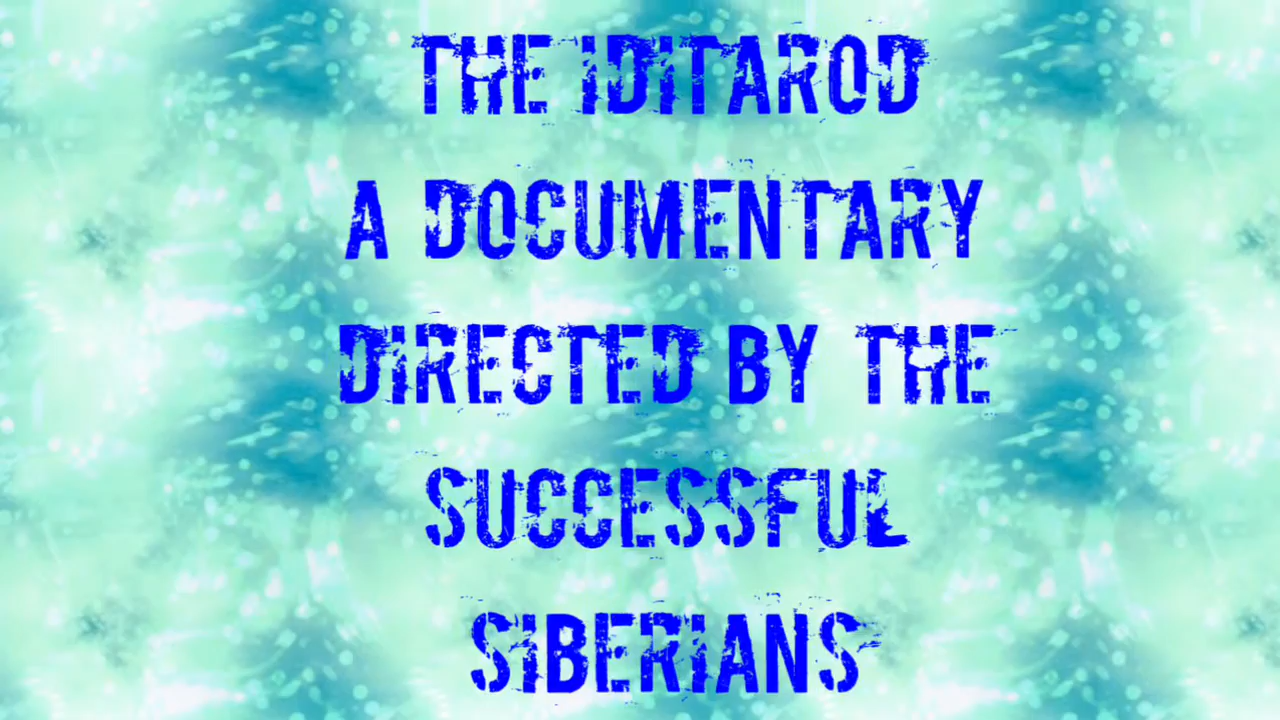 THE IDITAROD
A DOCUMENTARY
DIRECTED BY THE
SUCCESSFUL
SIBERIANS